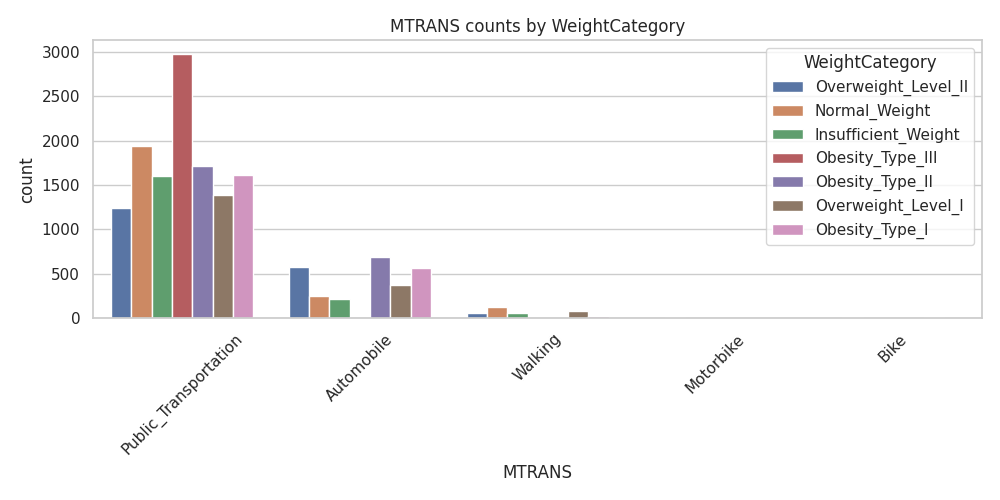 MTRANS counts by WeightCategory
WeightCategory
Overweight_Level_II
Normal_Weight
Insufficient_Weight
Obesity_Type_III
Obesity_Type_II
Overweight_Level_I
Obesity_Type_I
count
3000
2500
2000
1500
1000
500
0
Public_Transportation
Automobile
Walking
Motorbike
Bike
MTRANS